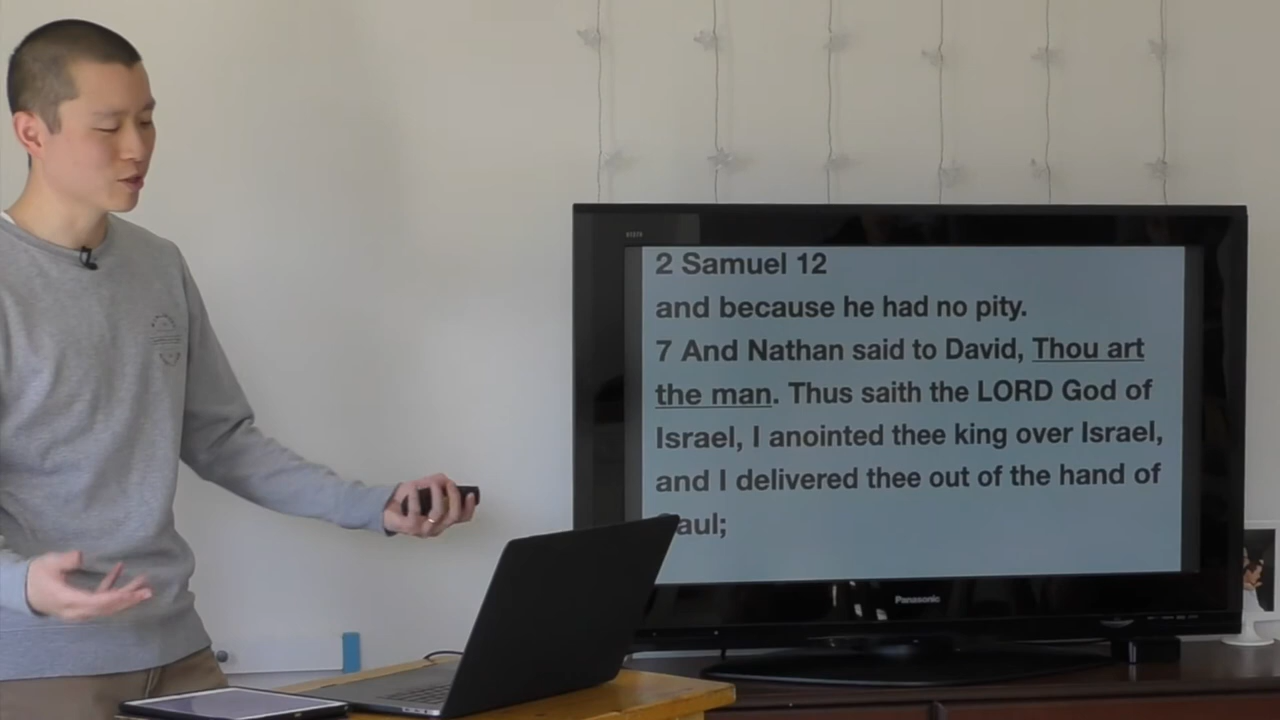 2 Samuel 12
and because he had no pity.
7 And Nathan said to David, Thou art
the man. Thus saith the LORD God of
Israel, I anointed thee king over Israel,
and I delivered thee out of the hand of
Saul;
Panasonic